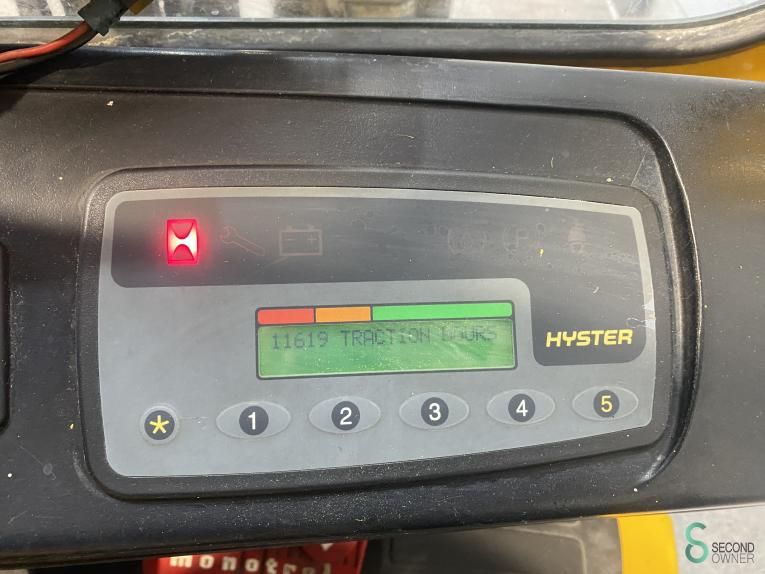 P
11619 TRACTION HOURS
HYSTER
* 1 2 3 4 5
SECOND
OWNER